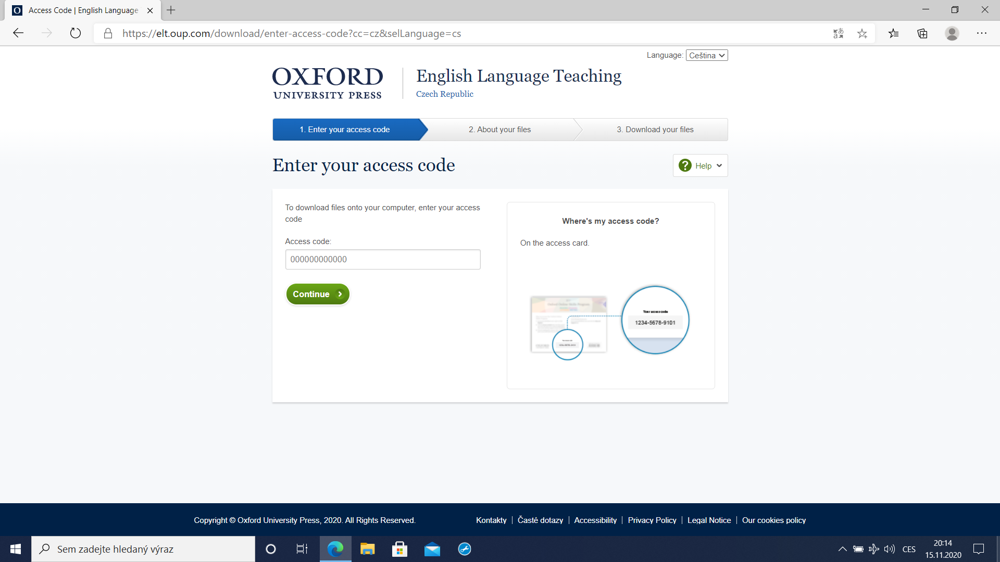 Access Code | English Language
https://elt.oup.com/download/enter-access-code?cc=cz&selLanguage=cs
Language: Čeština
OXFORD
UNIVERSITY PRESS
English Language Teaching
Czech Republic
1. Enter your access code
2. About your files
3. Download your files
Enter your access code
? Help
To download files onto your computer, enter your access
code
Access code:
000000000000
Continue
Where's my access code?
On the access card.
Your access code
1234-5678-9101
Copyright © Oxford University Press, 2020. All Rights Reserved.
Kontakty | Časté dotazy | Accessibility | Privacy Policy | Legal Notice | Our cookies policy
Sem zadejte hledaný výraz
CES
20:14
15.11.2020